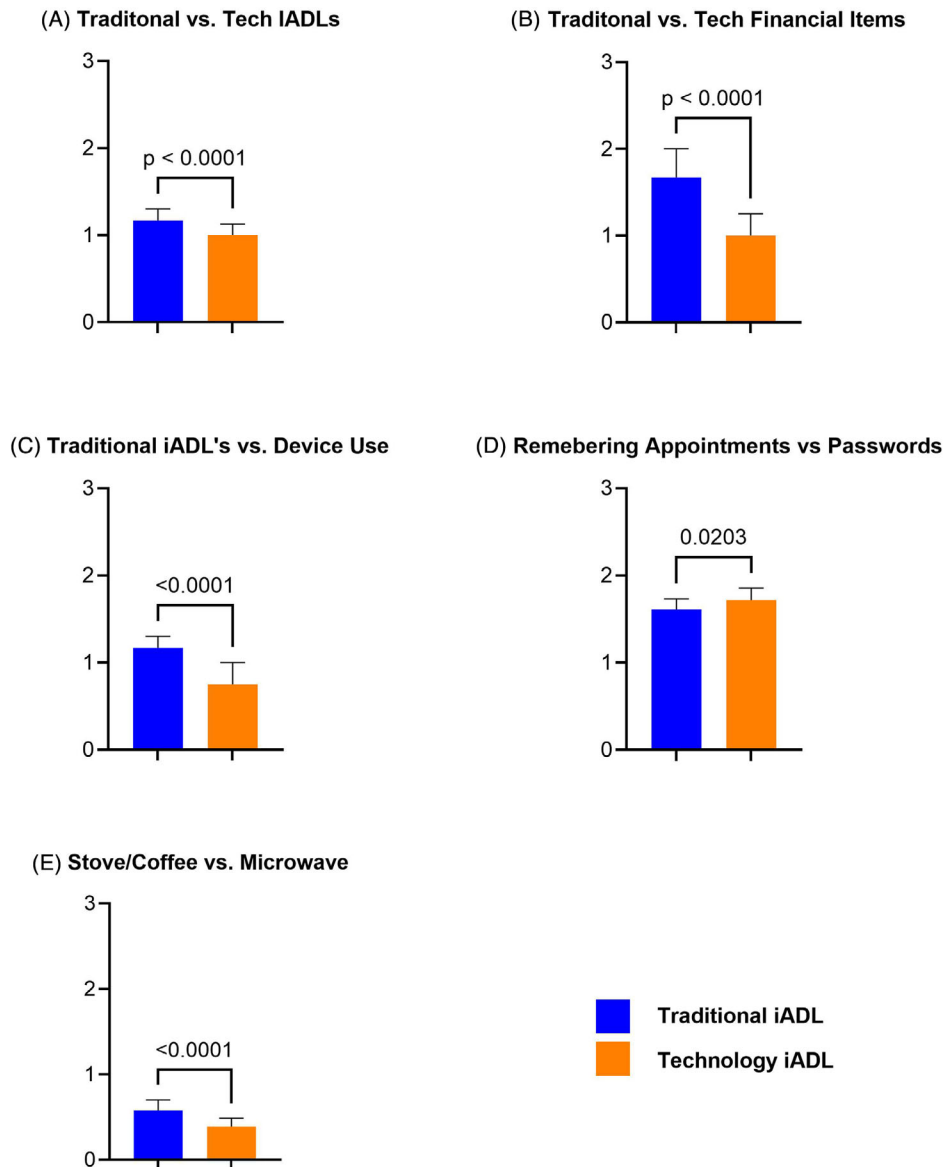 (A) Traditonal vs. Tech IADLs
3
2
1
0
p < 0.0001
(B) Traditonal vs. Tech Financial Items
3
2
1
0
p < 0.0001
(C) Traditional iADL's vs. Device Use
3
2
1
0
<0.0001
(D) Remebering Appointments vs Passwords
3
2
1
0
0.0203
(E) Stove/Coffee vs. Microwave
3
2
1
0
<0.0001
Traditional iADL
Technology iADL